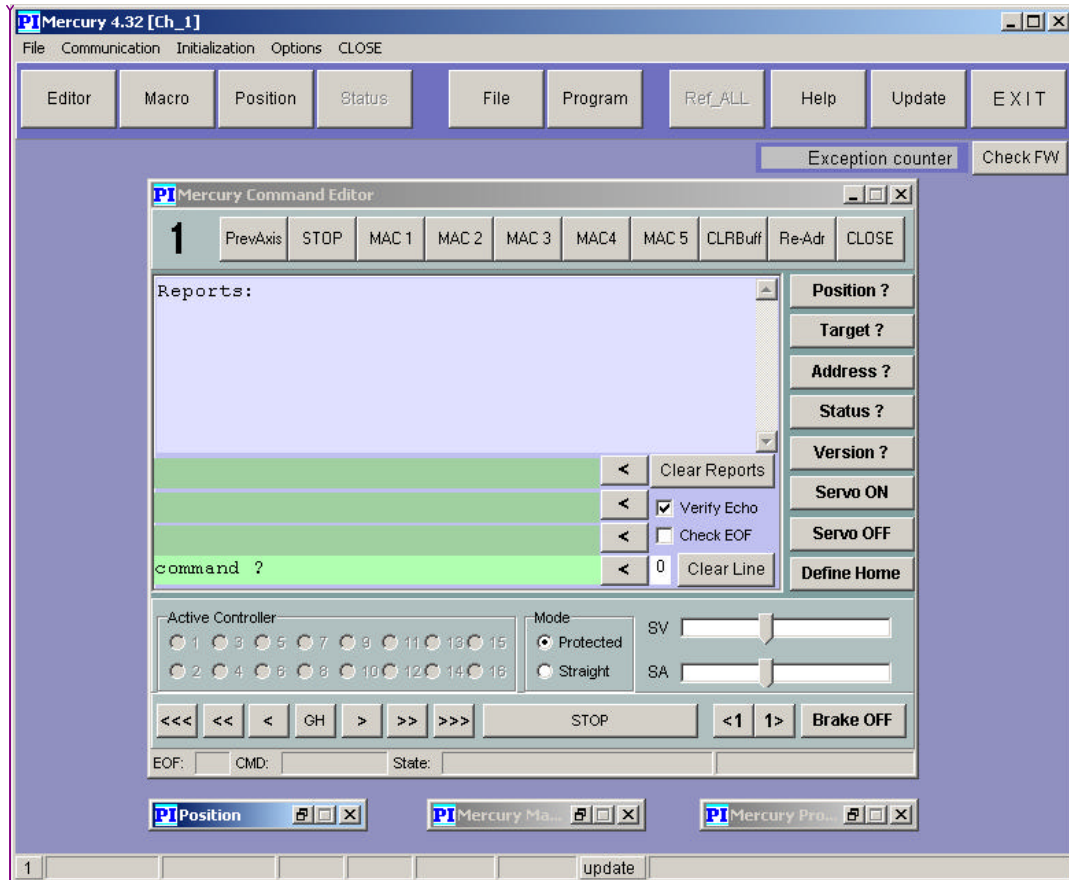 PI Mercury 4.32 [Ch_1]
File Communication Initialization Options CLOSE
Editor Macro Position Status File Program Ref_ALL Help Update EXIT
Exception counter Check FW
PI Mercury Command Editor
1 PrevAxis STOP MAC 1 MAC 2 MAC 3 MAC4 MAC 5 CLRBuff Re-Adr CLOSE
Reports:
Position ?
Target ?
Address ?
Status ?
Version ?
< Clear Reports
Servo ON
< Verify Echo
Servo OFF
< Check EOF
command ? < 0 Clear Line Define Home
Active Controller Mode
1 3 5 7 9 11 13 15 Protected SV
2 4 6 8 10 12 14 16 Straight SA
<<< << < GH > >> >>> STOP <1 1> Brake OFF
EOF: CMD: State:
PI Position PI Mercury Ma... PI Mercury Pro...
1 update